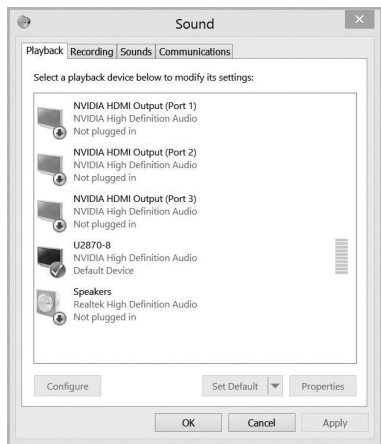 Sound
Playback Recording Sounds Communications
Select a playback device below to modify its settings:
NVIDIA HDMI Output (Port 1)
NVIDIA High Definition Audio
Not plugged in
NVIDIA HDMI Output (Port 2)
NVIDIA High Definition Audio
Not plugged in
NVIDIA HDMI Output (Port 3)
NVIDIA High Definition Audio
Not plugged in
U2870-8
NVIDIA High Definition Audio
Default Device
Speakers
Realtek High Definition Audio
Not plugged in
Configure Set Default Properties
OK Cancel Apply